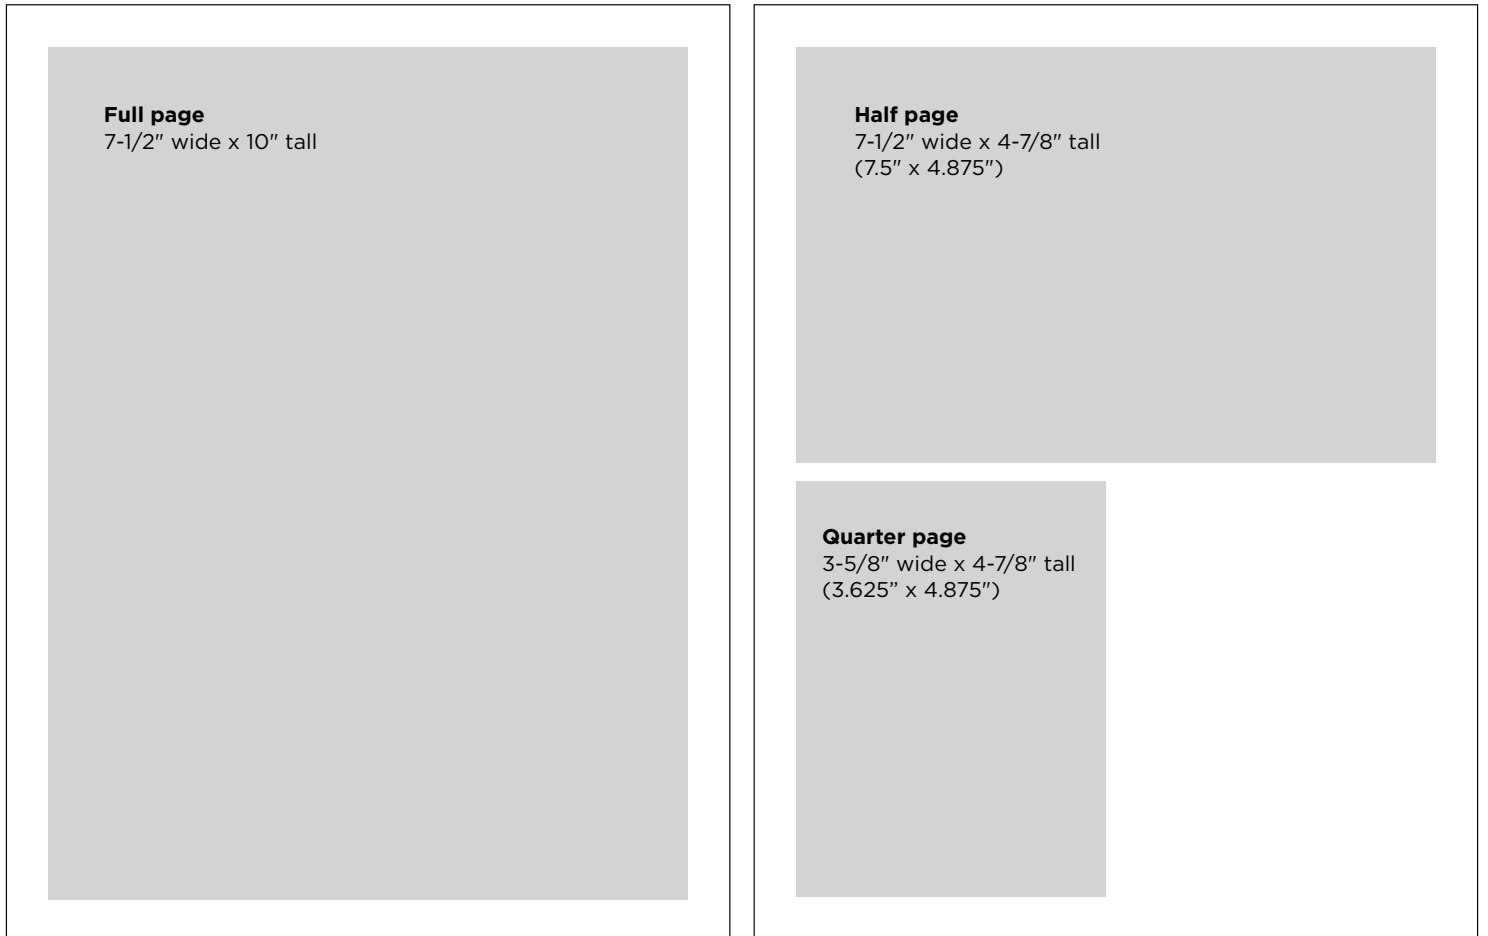 Full page
7-1/2" wide x 10" tall
Half page
7-1/2" wide x 4-7/8" tall
(7.5" x 4.875")
Quarter page
3-5/8" wide x 4-7/8" tall
(3.625” x 4.875")